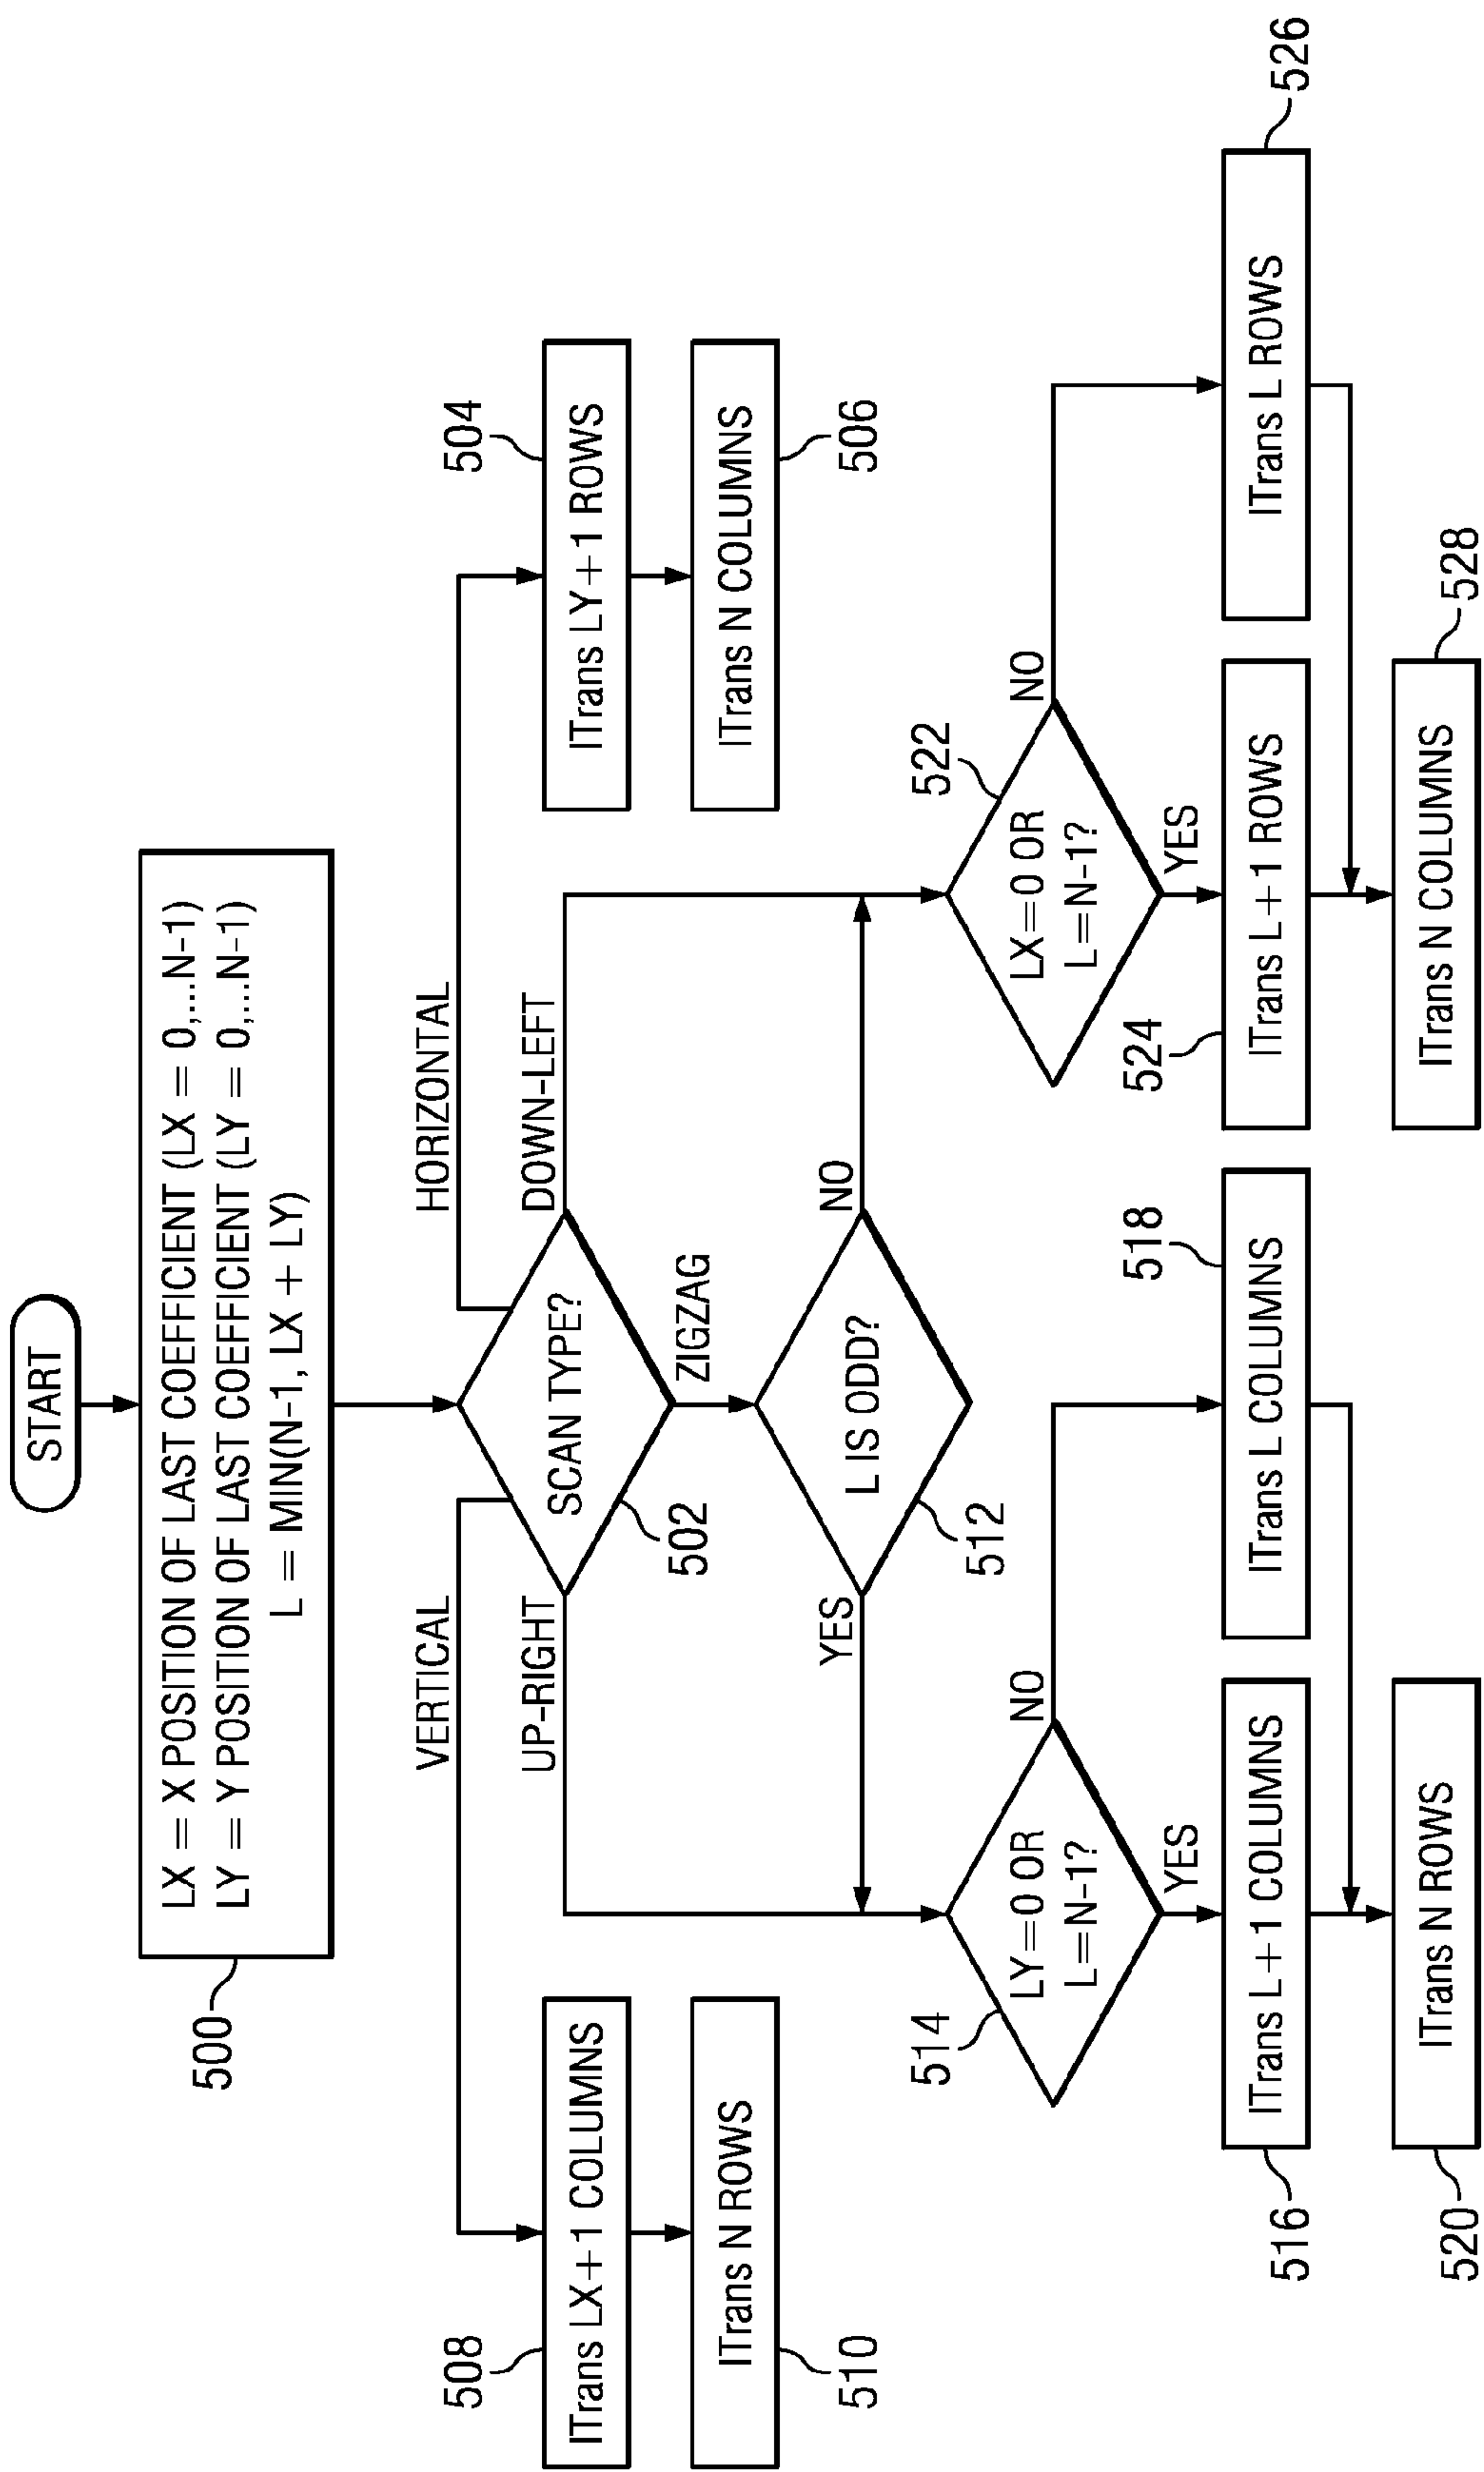 START
LX = X POSITION OF LAST COEFFICIENT (LX = 0,...N-1)
LY = Y POSITION OF LAST COEFFICIENT (LY = 0,...N-1)
L = MIN(N-1, LX + LY)
500
VERTICAL
HORIZONTAL
UP-RIGHT
DOWN-LEFT
SCAN TYPE?
502
ZIGZAG
508
ITrans LX+1 COLUMNS
ITrans N ROWS
510
504
ITrans LY+1 ROWS
ITrans N COLUMNS
506
YES
L IS ODD?
NO
512
514
LY=0 OR
L=N-1?
NO
YES
522
LX=0 OR
L=N-1?
NO
YES
516
ITrans L+1 COLUMNS
518
ITrans L COLUMNS
520
ITrans N ROWS
524
ITrans L+1 ROWS
ITrans L ROWS
526
ITrans N COLUMNS
528